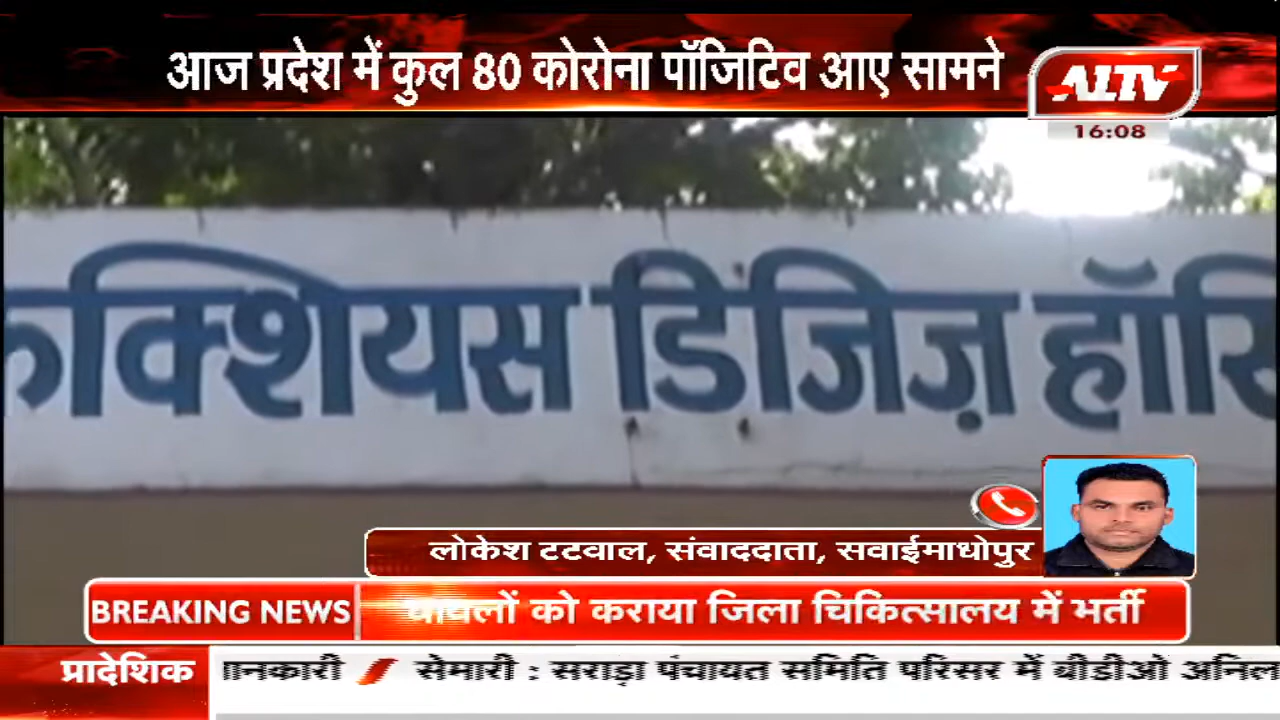 आज प्रदेश में कुल 80 कोरोना पॉजिटिव आए सामने
ALTV
16:08
क्शियस डिजिज़ हॉस्पि
लोकेश टटवाल, संवाददाता, सवाईमाधोपुर
BREAKING NEWS
को कराया जिला चिकित्सालय में भर्ती
प्रादेशिक
सेमारी : सराड़ा पंचायत समिति परिसर में बीडीओ अनिल